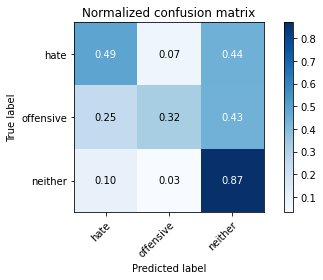 Normalized confusion matrix
True label
hate 0.49 0.07 0.44
offensive 0.25 0.32 0.43
neither 0.10 0.03 0.87
hate offensive neither
Predicted label
0.8
0.7
0.6
0.5
0.4
0.3
0.2
0.1